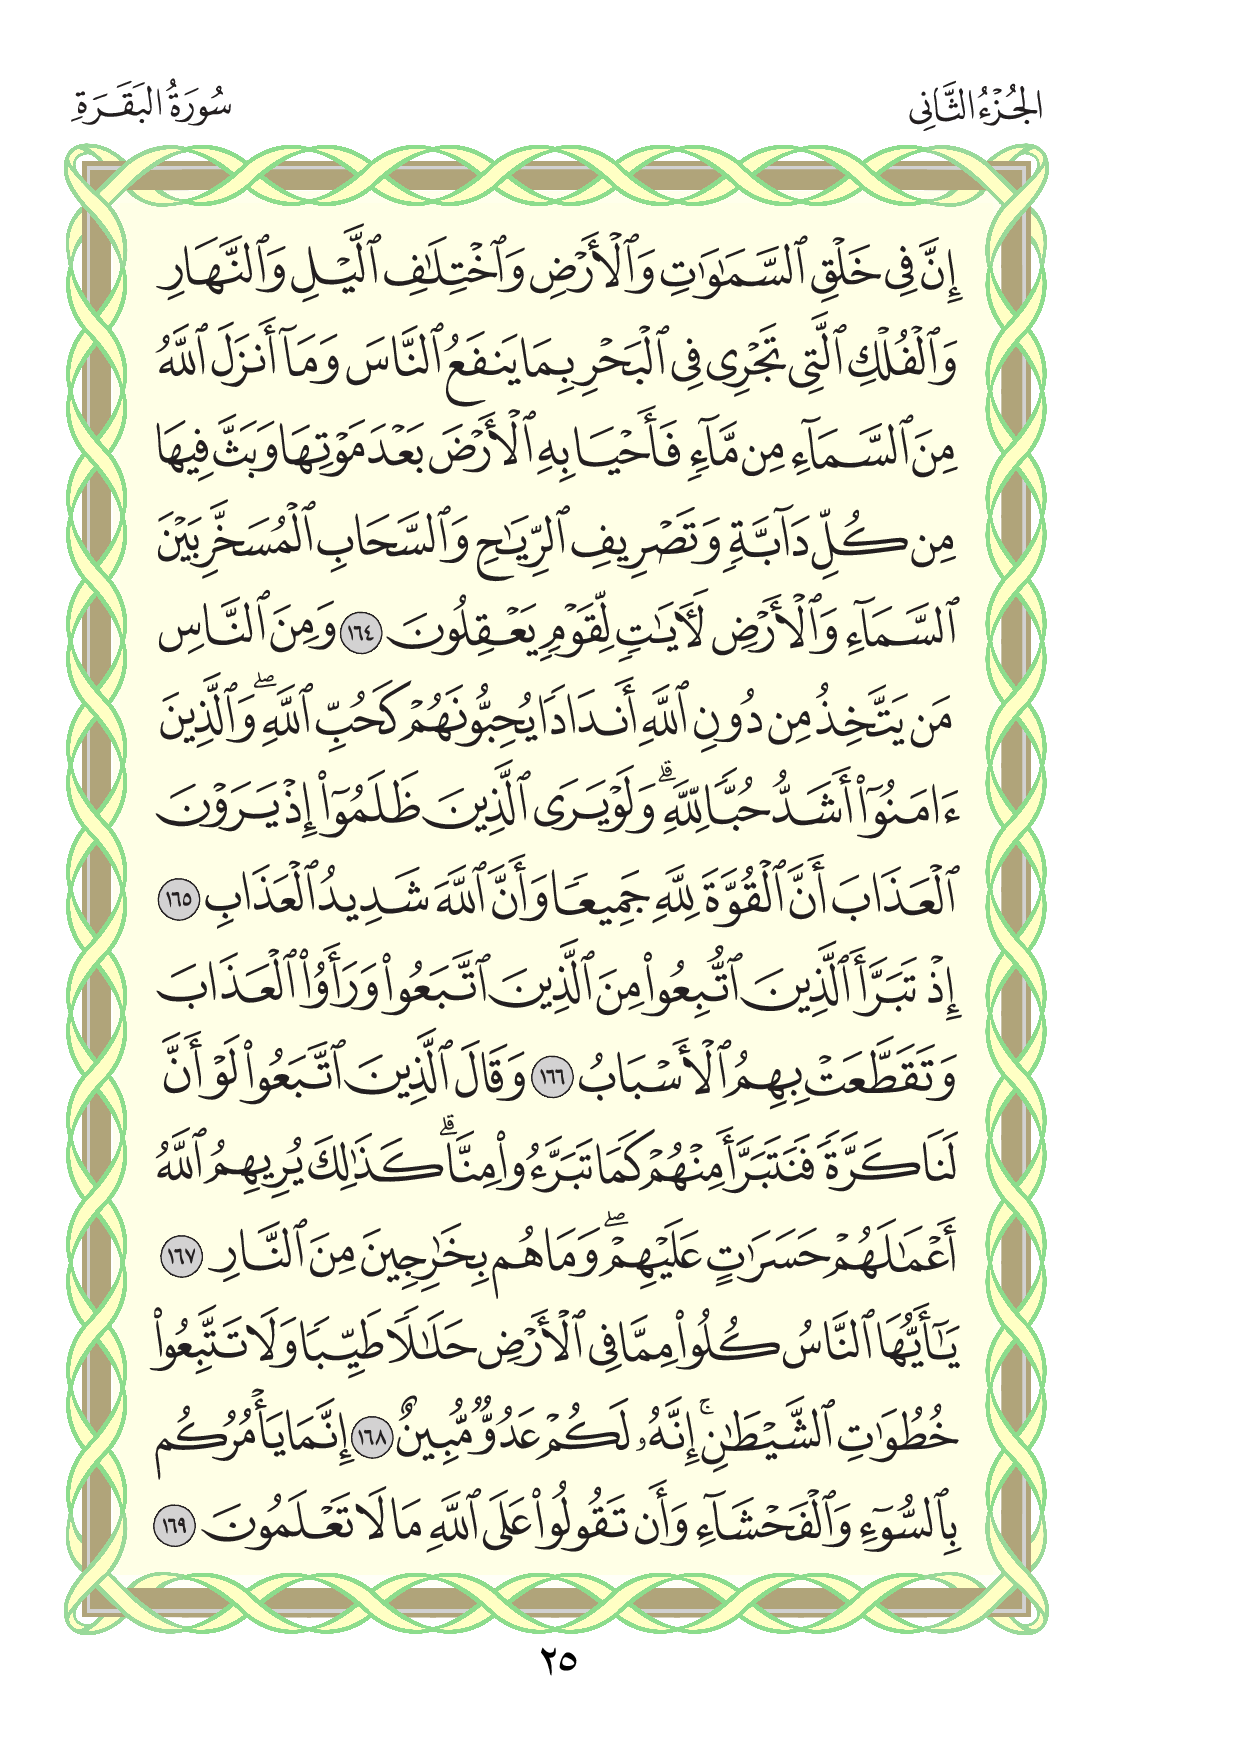 الجُزْءُ الثَّانِي
سُورَةُ البَقَرَةِ
إِنَّ فِى خَلْقِ ٱلسَّمَٰوَٰتِ وَٱلْأَرْضِ وَٱخْتِلَٰفِ ٱلَّيْلِ وَٱلنَّهَارِ
وَٱلْفُلْكِ ٱلَّتِى تَجْرِى فِى ٱلْبَحْرِ بِمَا يَنفَعُ ٱلنَّاسَ وَمَآ أَنزَلَ ٱللَّهُ
مِنَ ٱلسَّمَآءِ مِن مَّآءٍ فَأَحْيَا بِهِ ٱلْأَرْضَ بَعْدَ مَوْتِهَا وَبَثَّ فِيهَا
مِن كُلِّ دَآبَّةٍ وَتَصْرِيفِ ٱلرِّيَٰحِ وَٱلسَّحَابِ ٱلْمُسَخَّرِ بَيْنَ
ٱلسَّمَآءِ وَٱلْأَرْضِ لَءَايَٰتٍ لِّقَوْمٍ يَعْقِلُونَ ١٦٤ وَمِنَ ٱلنَّاسِ
مَن يَتَّخِذُ مِن دُونِ ٱللَّهِ أَندَادًا يُحِبُّونَهُمْ كَحُبِّ ٱللَّهِ ۖ وَٱلَّذِينَ
ءَامَنُوٓا۟ أَشَدُّ حُبًّا لِّلَّهِ ۗ وَلَوْ يَرَى ٱلَّذِينَ ظَلَمُوٓا۟ إِذْ يَرَوْنَ
ٱلْعَذَابَ أَنَّ ٱلْقُوَّةَ لِلَّهِ جَمِيعًا وَأَنَّ ٱللَّهَ شَدِيدُ ٱلْعَذَابِ ١٦٥
إِذْ تَبَرَّأَ ٱلَّذِينَ ٱتُّبِعُوا۟ مِنَ ٱلَّذِينَ ٱتَّبَعُوا۟ وَرَأَوُا۟ ٱلْعَذَابَ
وَتَقَطَّعَتْ بِهِمُ ٱلْأَسْبَابُ ١٦٦ وَقَالَ ٱلَّذِينَ ٱتَّبَعُوا۟ لَوْ أَنَّ
لَنَا كَرَّةً فَنَتَبَرَّأَ مِنْهُمْ كَمَا تَبَرَّءُوا۟ مِنَّا ۗ كَذَٰلِكَ يُرِيهِمُ ٱللَّهُ
أَعْمَٰلَهُمْ حَسَرَٰتٍ عَلَيْهِمْ ۖ وَمَا هُم بِخَٰرِجِينَ مِنَ ٱلنَّارِ ١٦٧
يَٰٓأَيُّهَا ٱلنَّاسُ كُلُوا۟ مِمَّا فِى ٱلْأَرْضِ حَلَٰلًا طَيِّبًا وَلَا تَتَّبِعُوا۟
خُطُوَٰتِ ٱلشَّيْطَٰنِ ۚ إِنَّهُۥ لَكُمْ عَدُوٌّ مُّبِينٌ ١٦٨ إِنَّمَا يَأْمُرُكُم
بِٱلسُّوٓءِ وَٱلْفَحْشَآءِ وَأَن تَقُولُوا۟ عَلَى ٱللَّهِ مَا لَا تَعْلَمُونَ ١٦٩
٢٥